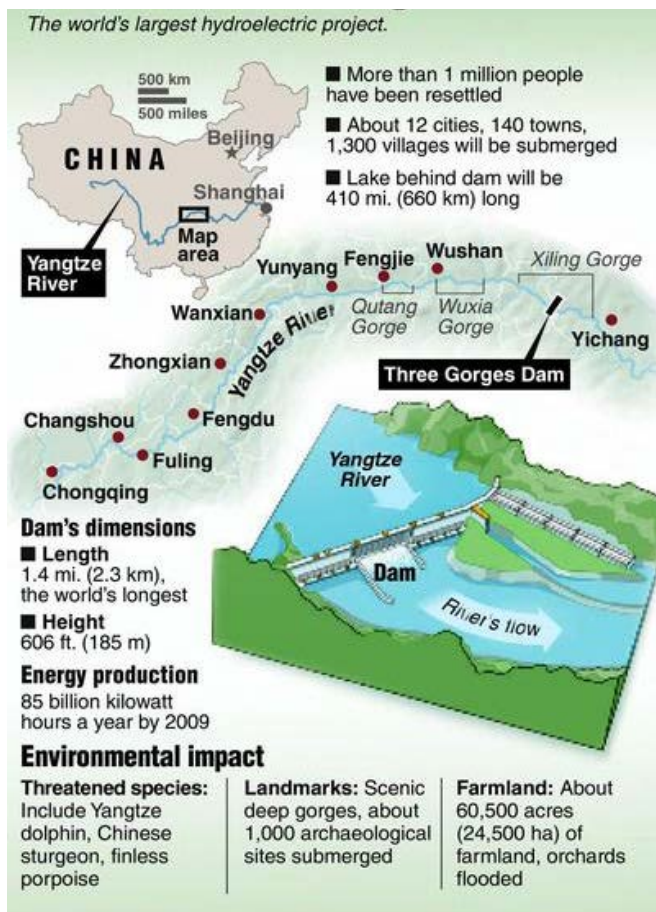 The world's largest hydroelectric project.
500 km
500 miles
Beijing
CHINA
Shanghai
Map
area
Yangtze
River
■ More than 1 million people
have been resettled
■ About 12 cities, 140 towns,
1,300 villages will be submerged
■ Lake behind dam will be
410 mi. (660 km) long
Yunyang
Fengjie
Wushan
Xiling Gorge
Wanxian
Yangtze River
Qutang
Gorge
Wuxia
Gorge
Yichang
Zhongxian
Three Gorges Dam
Changshou
Fengdu
Fuling
Chongqing
Yangtze
River
Dam
River's flow
Dam's dimensions
■ Length
1.4 mi. (2.3 km),
the world's longest
■ Height
606 ft. (185 m)
Energy production
85 billion kilowatt
hours a year by 2009
Environmental impact
Threatened species:
Include Yangtze
dolphin, Chinese
sturgeon, finless
porpoise
Landmarks: Scenic
deep gorges, about
1,000 archaeological
sites submerged
Farmland: About
60,500 acres
(24,500 ha) of
farmland, orchards
flooded